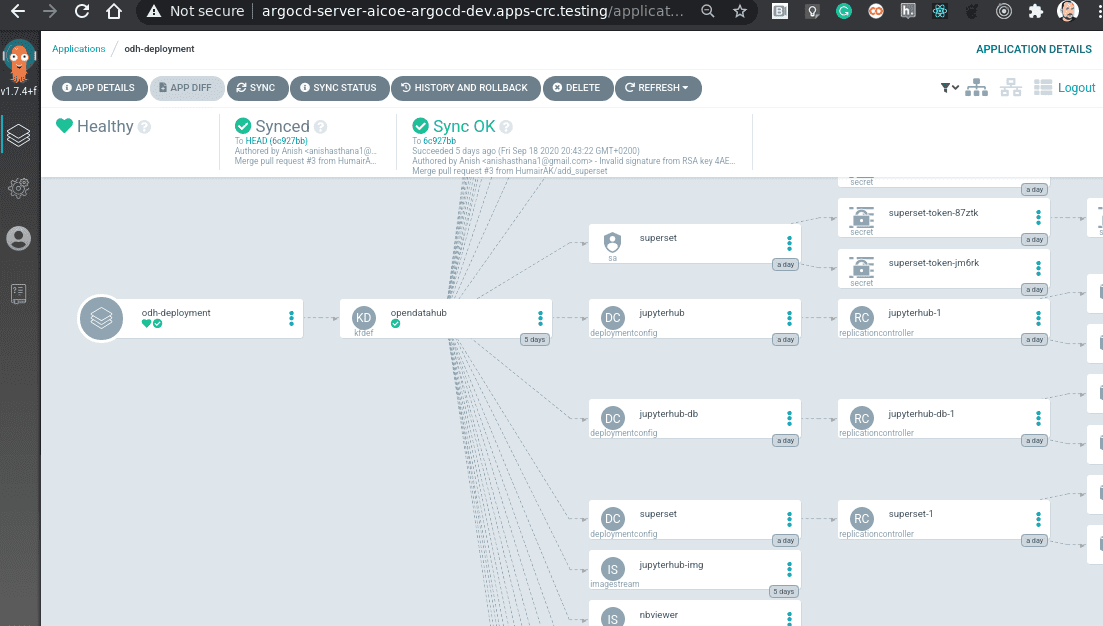 Not secure | argocd-server-aicoe-argocd-dev.apps-crc.testing/applicat...
v1.7.4+f
Applications / odh-deployment
APPLICATION DETAILS
APP DETAILS
APP DIFF
SYNC
SYNC STATUS
HISTORY AND ROLLBACK
DELETE
REFRESH
Logout
Healthy
Synced
To HEAD (6c927bb)
Authored by Anish <anishasthana1@g...
Merge pull request #3 from HumairA...
Sync OK
To 6c927bb
Succeeded 5 days ago (Fri Sep 18 2020 20:43:22 GMT+0200)
Authored by Anish <anishasthana1@gmail.com> - Invalid signature from RSA key 4AE...
Merge pull request #3 from HumairAK/add_superset
secret
a day
superset
sa
a day
superset-token-87ztk
secret
a day
superset-token-jm6rk
secret
a day
odh-deployment
KD
opendatahub
kfdef
5 days
DC
jupyterhub
deploymentconfig
a day
RC
jupyterhub-1
replicationcontroller
a day
DC
jupyterhub-db
deploymentconfig
a day
RC
jupyterhub-db-1
replicationcontroller
a day
DC
superset
deploymentconfig
a day
RC
superset-1
replicationcontroller
a day
IS
jupyterhub-img
imagestream
5 days
IS
nbviewer